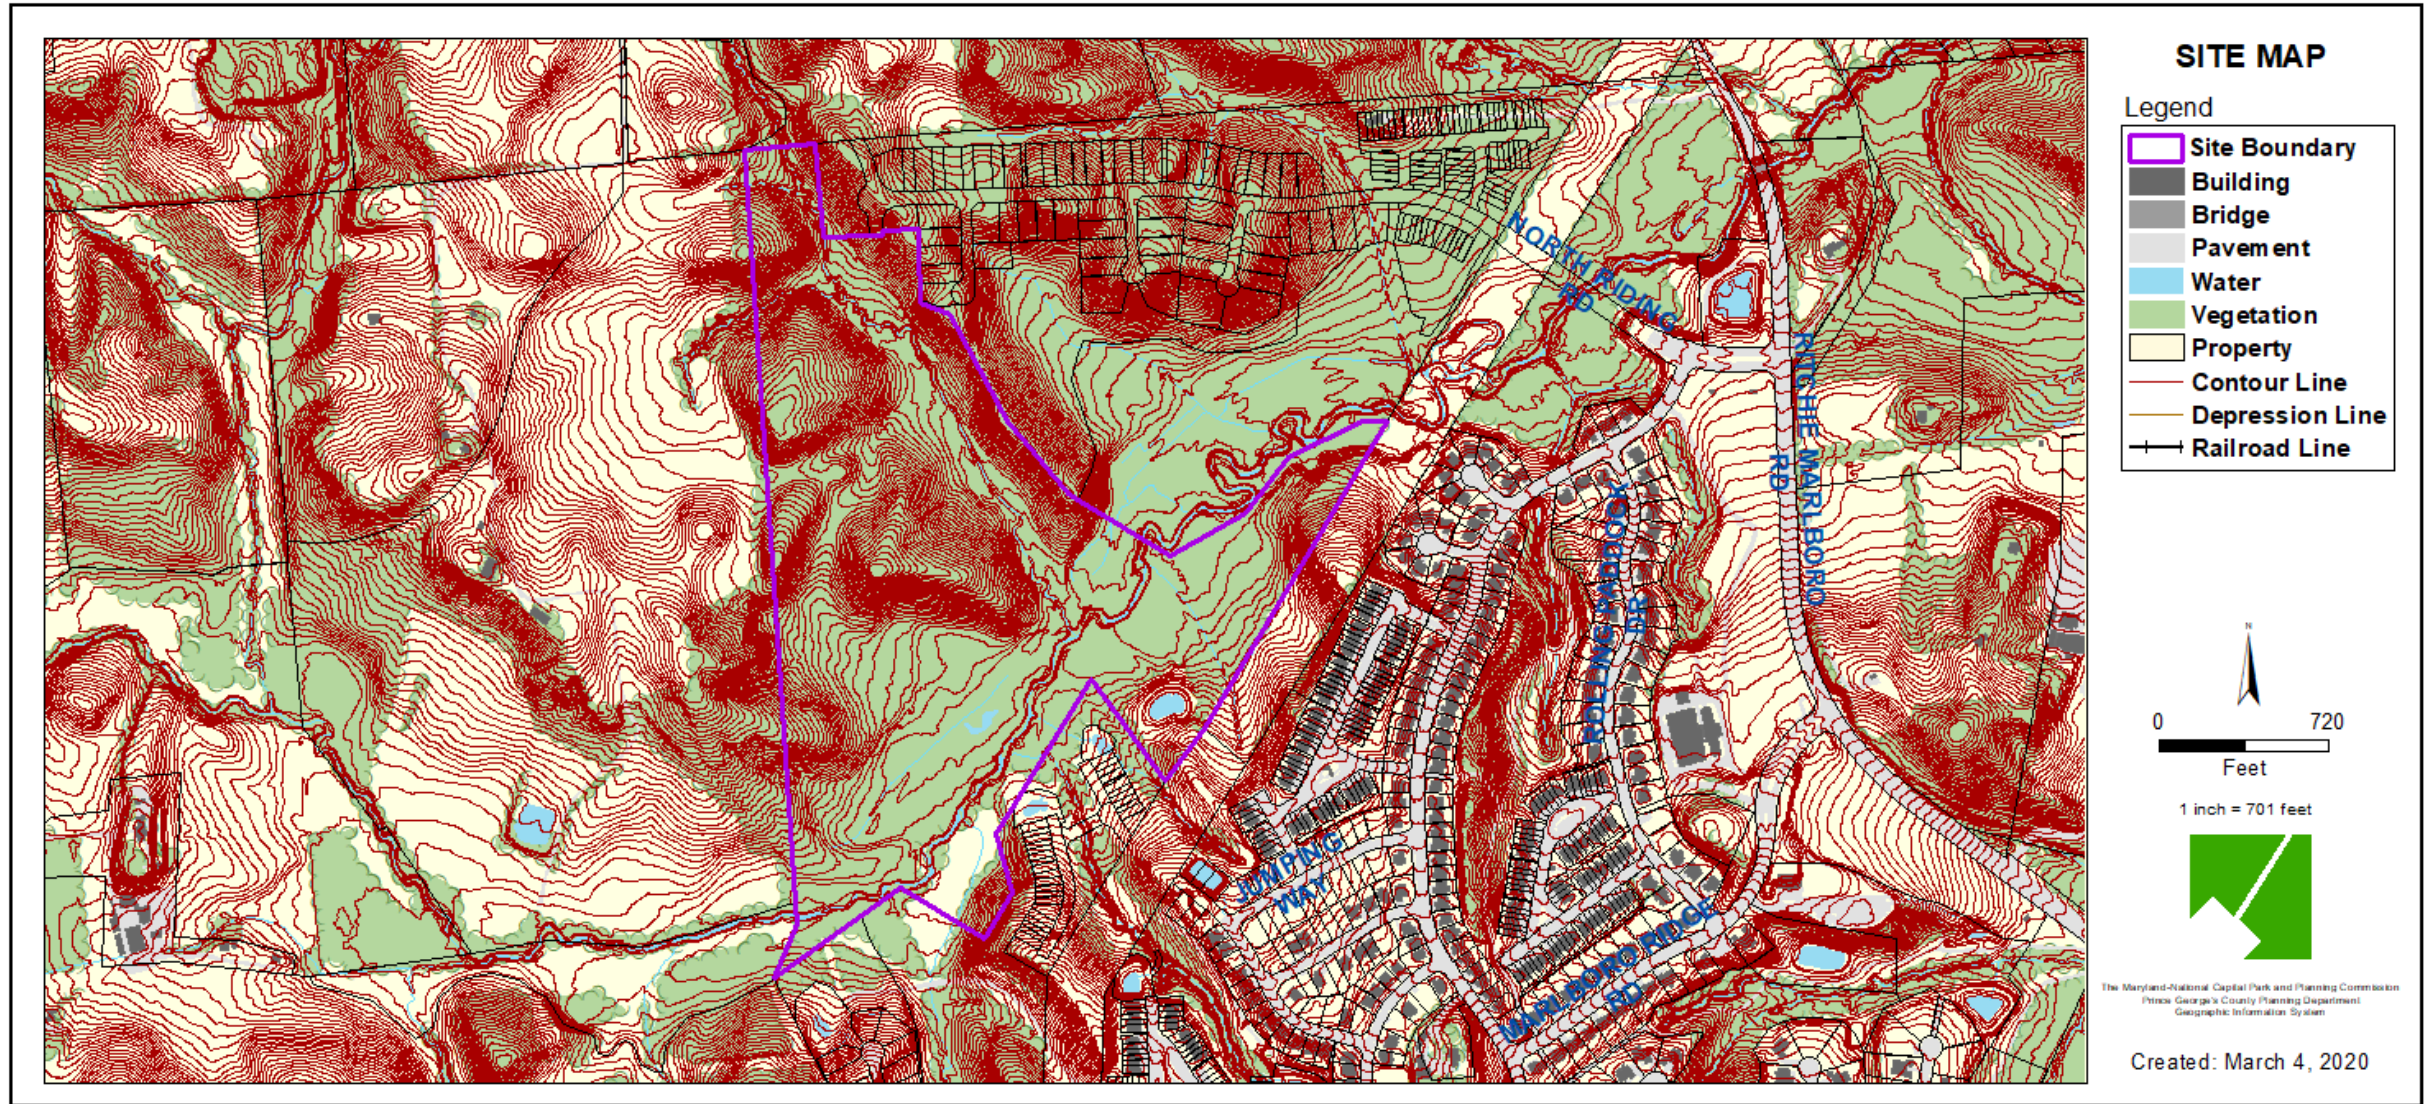 SITE MAP
Legend
Site Boundary
Building
Bridge
Pavement
Water
Vegetation
Property
Contour Line
Depression Line
Railroad Line
NORTH RIDING
RD
RITCHIE MARLBORO
RD
ROLLING PADDOCK
DR
JUMPING
WAY
MARLBORO RIDGE
RD
N
0 720
Feet
1 inch = 701 feet
The Maryland-National Capital Park and Planning Commission
Prince George's County Planning Department
Geographic Information System
Created: March 4, 2020